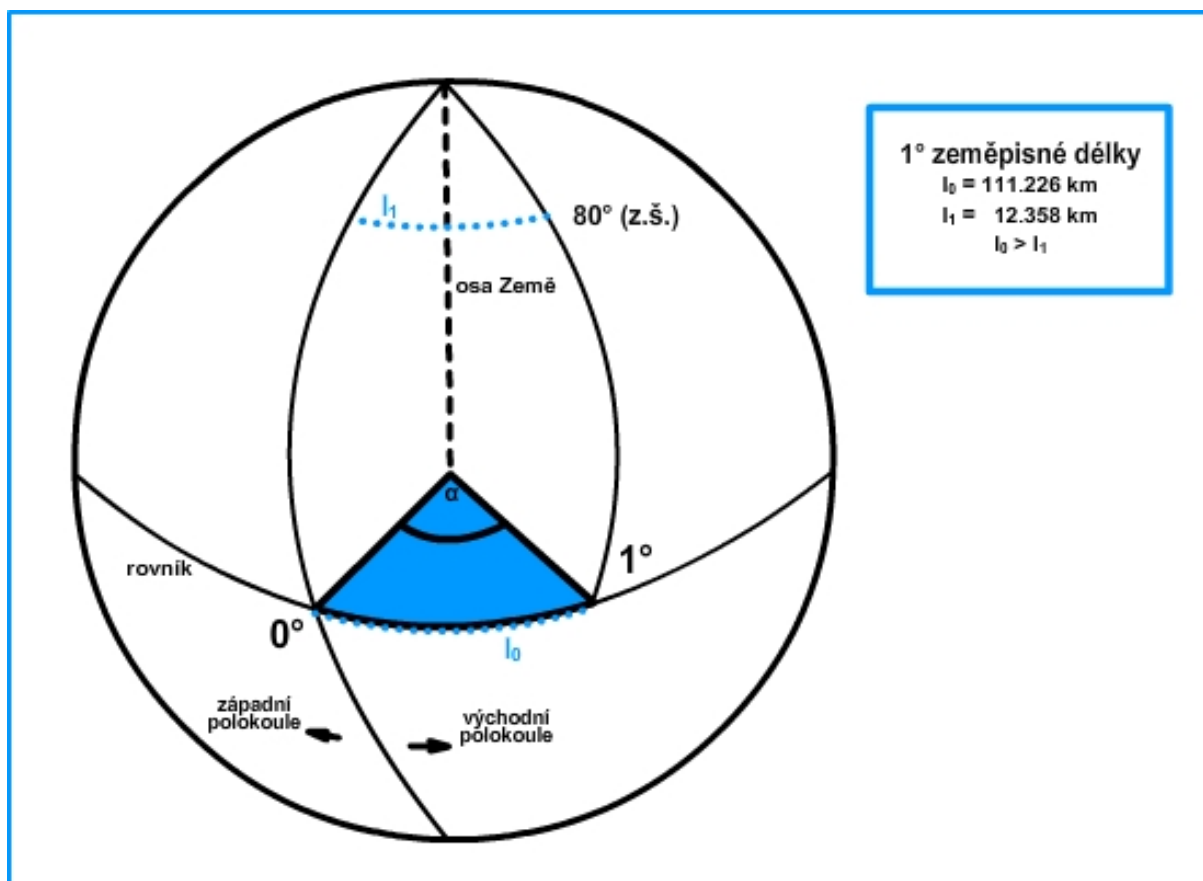 1° zeměpisné délky
l₀ = 111.226 km
l₁ = 12.358 km
l₀ > l₁
l₁
80° (z.š.)
osa Země
α
rovník
1°
0°
l₀
západní
polokoule
východní
polokoule